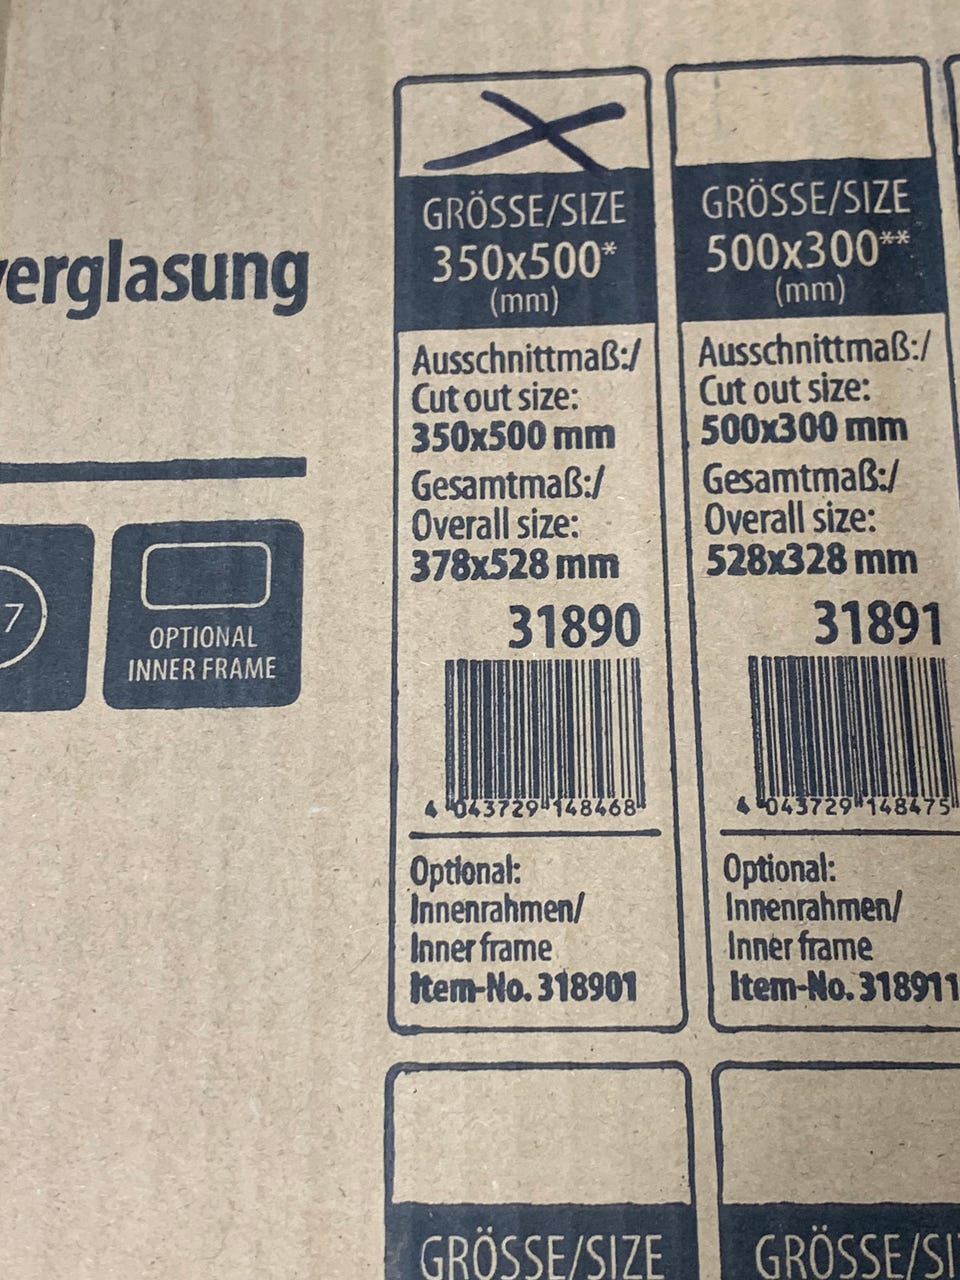 verglasung
7
OPTIONAL
INNER FRAME
GRÖSSE/SIZE
350x500*
(mm)
Ausschnittmaß:/
Cut out size:
350x500 mm
Gesamtmaß:/
Overall size:
378x528 mm
31890
4 043729 148468
Optional:
Innenrahmen/
Inner frame
Item-No. 318901
GRÖSSE/SIZE
500x300**
(mm)
Ausschnittmaß:/
Cut out size:
500x300 mm
Gesamtmaß:/
Overall size:
528x328 mm
31891
4 043729 148475
Optional:
Innenrahmen/
Inner frame
Item-No. 318911
GRÖSSE/SIZE
GRÖSSE/SI